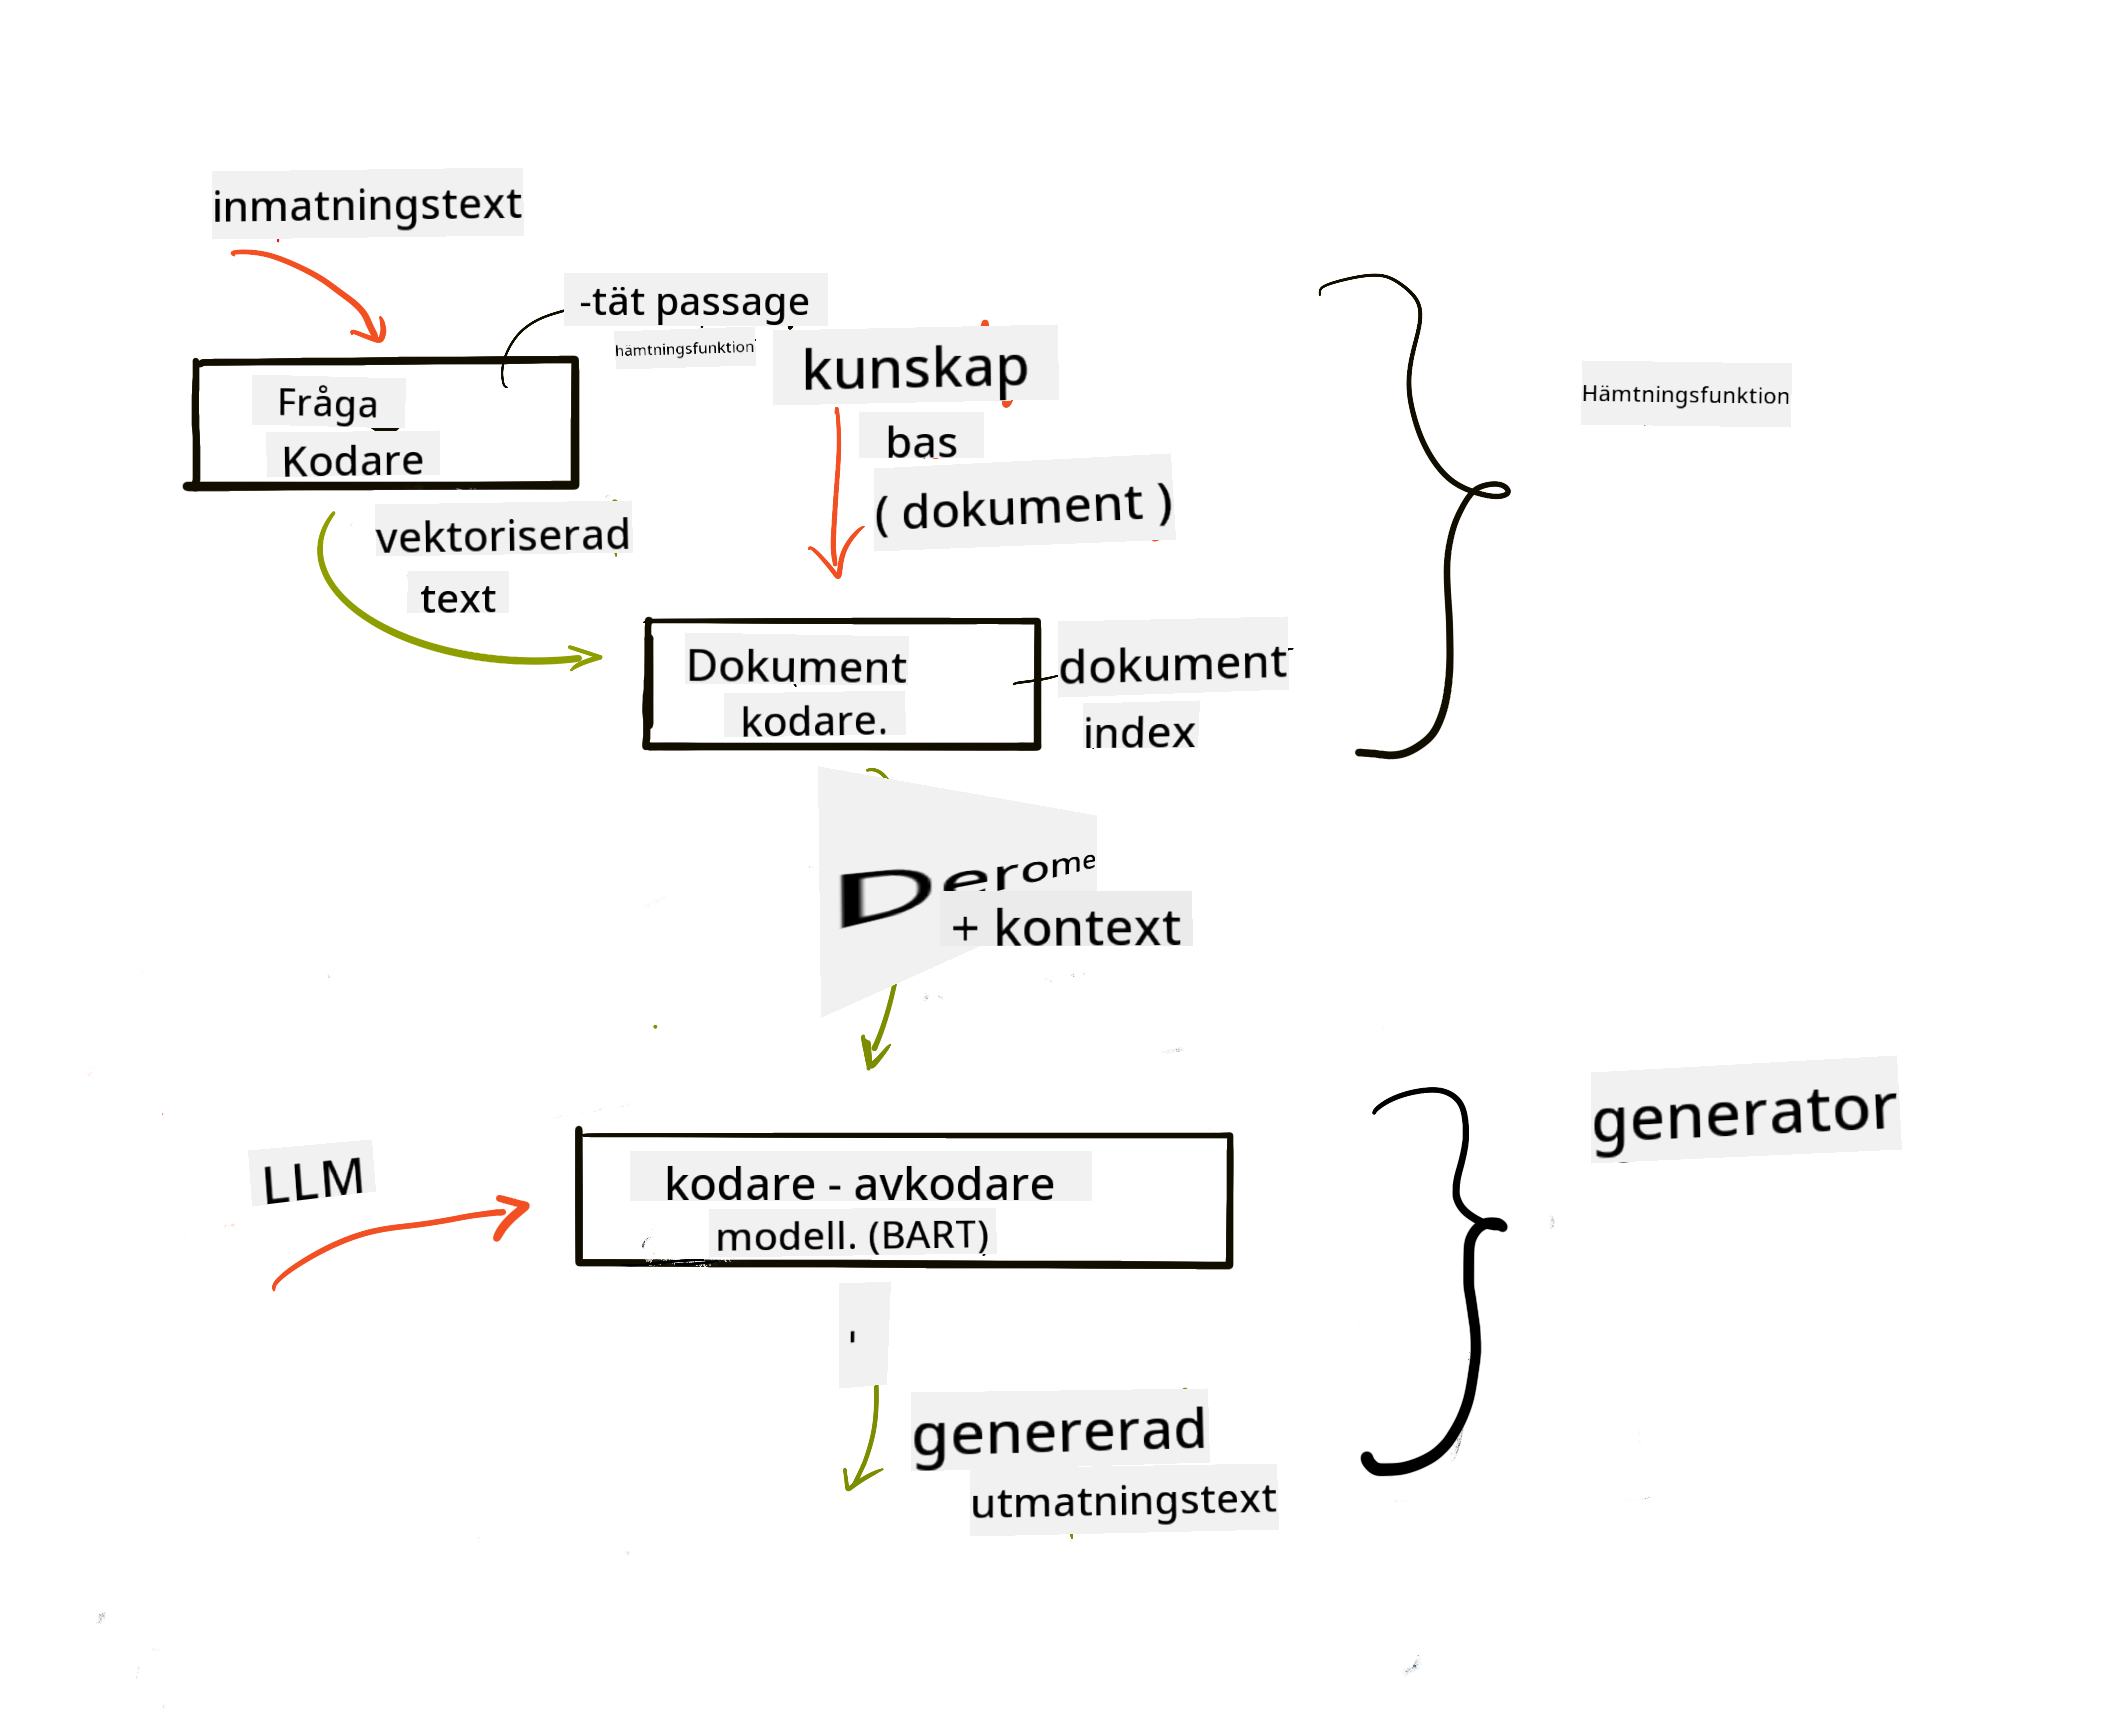 inmatningstext
-tät passage
hämtningsfunktion
Fråga
Kodare
kunskap
bas
( dokument )
Hämtningsfunktion
vektoriserad
text
Dokument
kodare.
dokument
index
Derome
+ kontext
LLM
kodare - avkodare
modell. (BART)
generator
'
genererad
utmatningstext